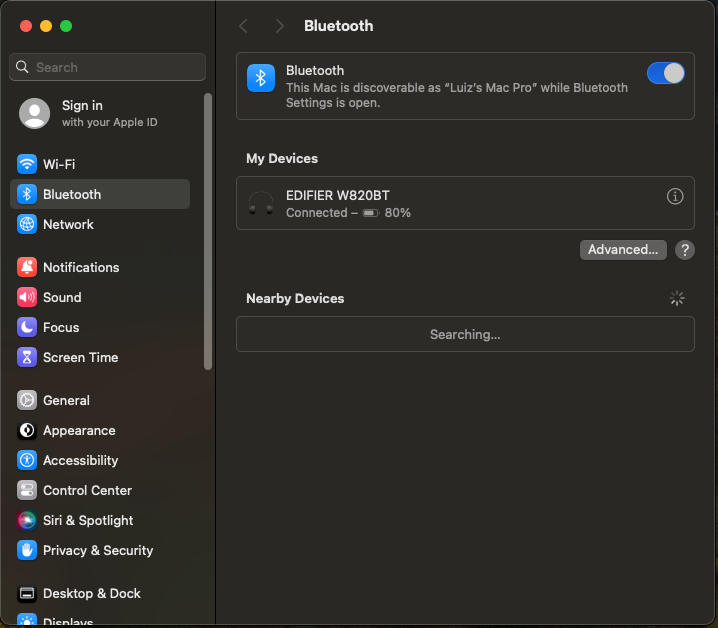 Search
Sign in
with your Apple ID
Wi-Fi
Bluetooth
Network
Notifications
Sound
Focus
Screen Time
General
Appearance
Accessibility
Control Center
Siri & Spotlight
Privacy & Security
Desktop & Dock
Displays
Bluetooth
Bluetooth
This Mac is discoverable as “Luiz’s Mac Pro” while Bluetooth
Settings is open.
My Devices
EDIFIER W820BT
Connected – 80%
Advanced...
?
Nearby Devices
Searching...